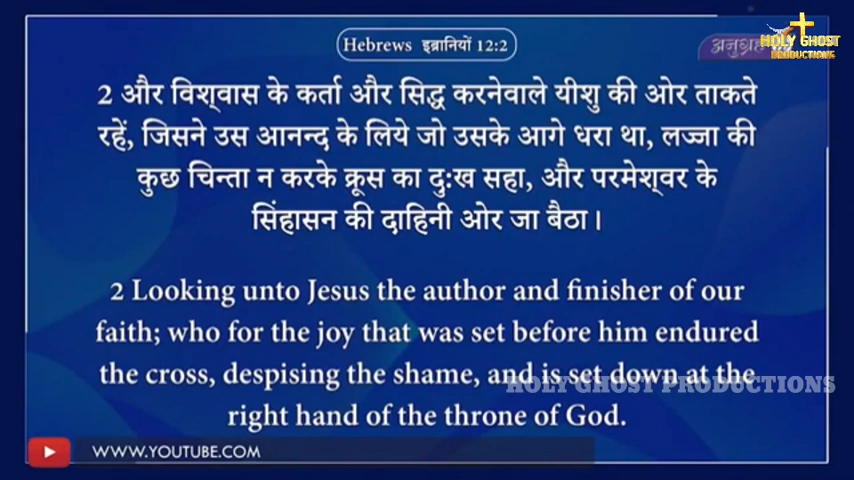 Hebrews इब्रानियों 12:2
अनुग्रह
HOLY GHOST
PRODUCTIONS
2 और विश्वास के कर्ता और सिद्ध करनेवाले यीशु की ओर ताकते
रहें, जिसने उस आनन्द के लिये जो उसके आगे धरा था, लज्जा की
कुछ चिन्ता न करके क्रूस का दुःख सहा, और परमेश्वर के
सिंहासन की दाहिनी ओर जा बैठा।
2 Looking unto Jesus the author and finisher of our
faith; who for the joy that was set before him endured
the cross, despising the shame, and is set down at the
HOLY GHOST PRODUCTIONS
right hand of the throne of God.
WWW.YOUTUBE.COM